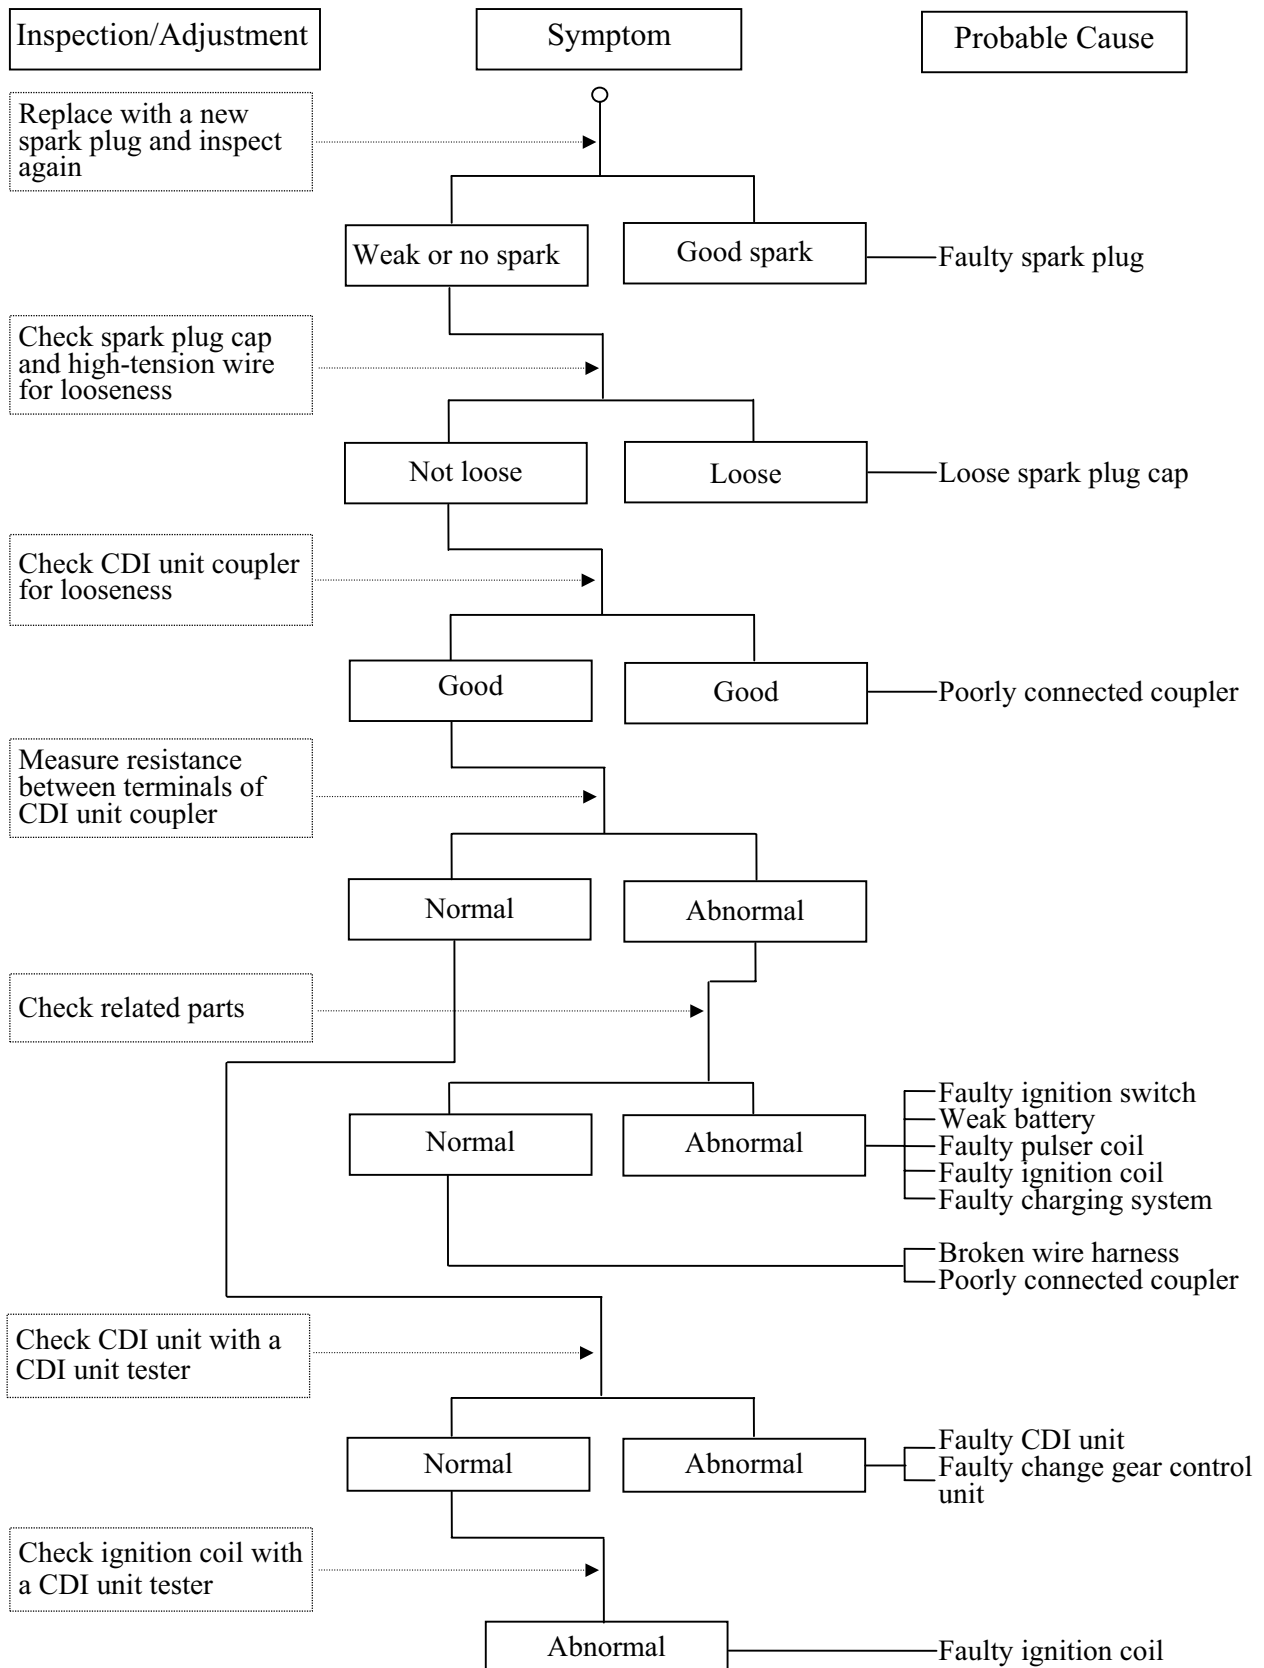 Inspection/Adjustment
Symptom
Probable Cause
Replace with a new
spark plug and inspect
again
Weak or no spark
Good spark
Faulty spark plug
Check spark plug cap
and high-tension wire
for looseness
Not loose
Loose
Loose spark plug cap
Check CDI unit coupler
for looseness
Good
Good
Poorly connected coupler
Measure resistance
between terminals of
CDI unit coupler
Normal
Abnormal
Check related parts
Normal
Abnormal
Faulty ignition switch
Weak battery
Faulty pulser coil
Faulty ignition coil
Faulty charging system
Broken wire harness
Poorly connected coupler
Check CDI unit with a
CDI unit tester
Normal
Abnormal
Faulty CDI unit
Faulty change gear control
unit
Check ignition coil with
a CDI unit tester
Abnormal
Faulty ignition coil